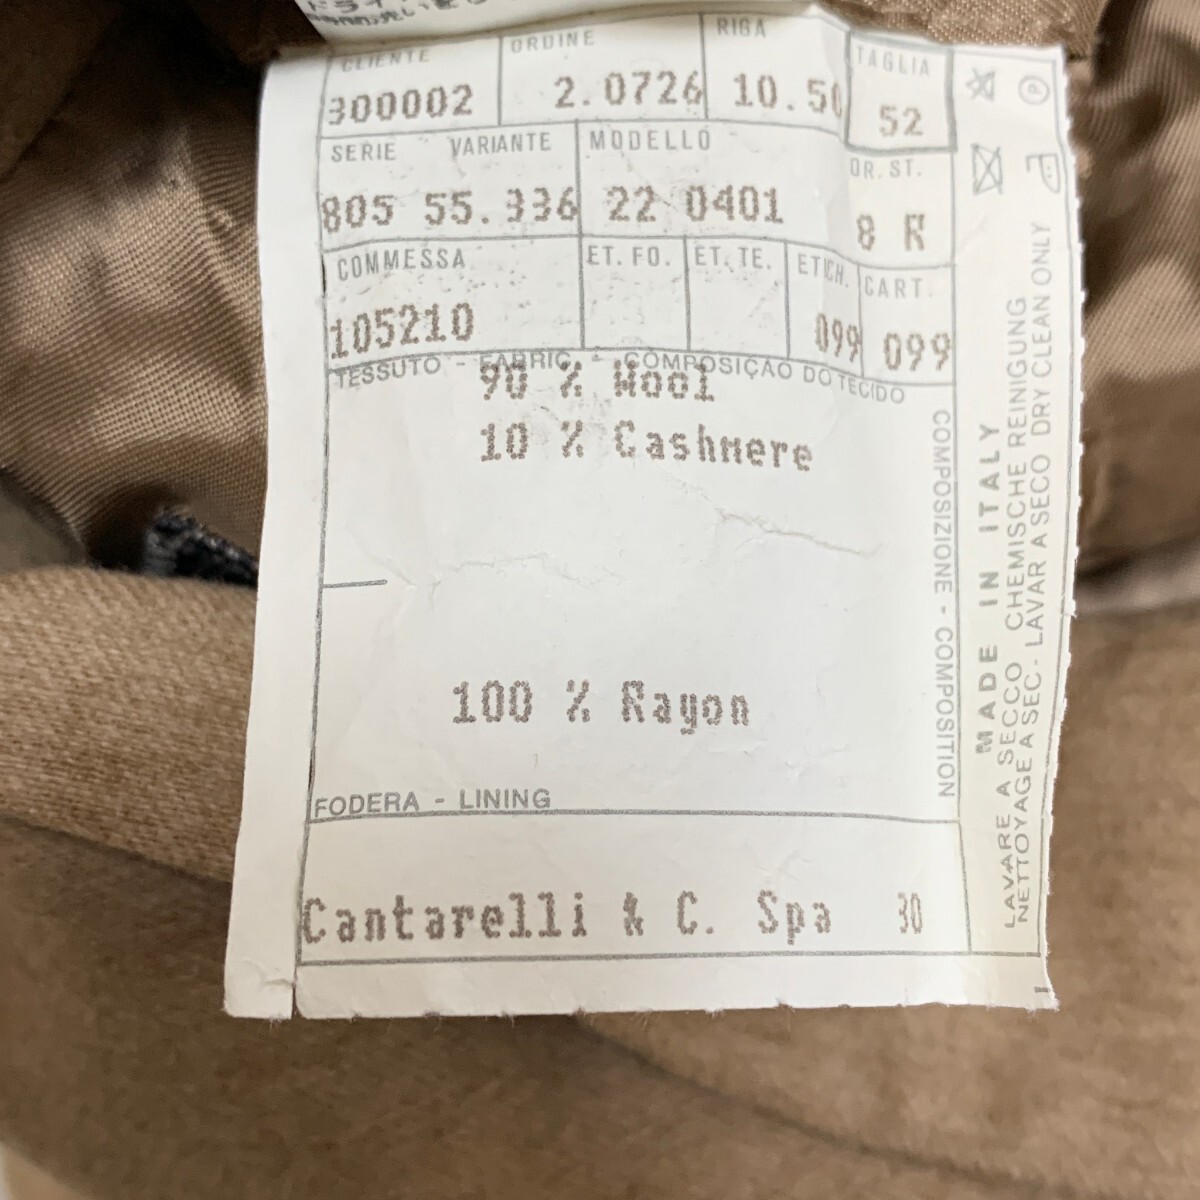 CLIENTE ORDINE RIGA TAGLIA
300002 2.0726 10.50 52
SERIE VARIANTE MODELLO DR. ST.
805 55.336 22 0401 8 R
COMMESSA ET. FO. ET. TE. ETICH. CART.
105210 099 099
TESSUTO - FABRIC - COMPOSIÇAO DO TECIDO
90 % Wool
10 % Cashmere
100 % Rayon
FODERA - LINING
Cantarelli & C. Spa 30
COMPOSIZIONE - COMPOSITION
MADE IN ITALY
LAVARE A SECCO CHEMISCHE REINIGUNG
NETTOYAGE A SEC - LAVAR A SECO DRY CLEAN ONLY
P